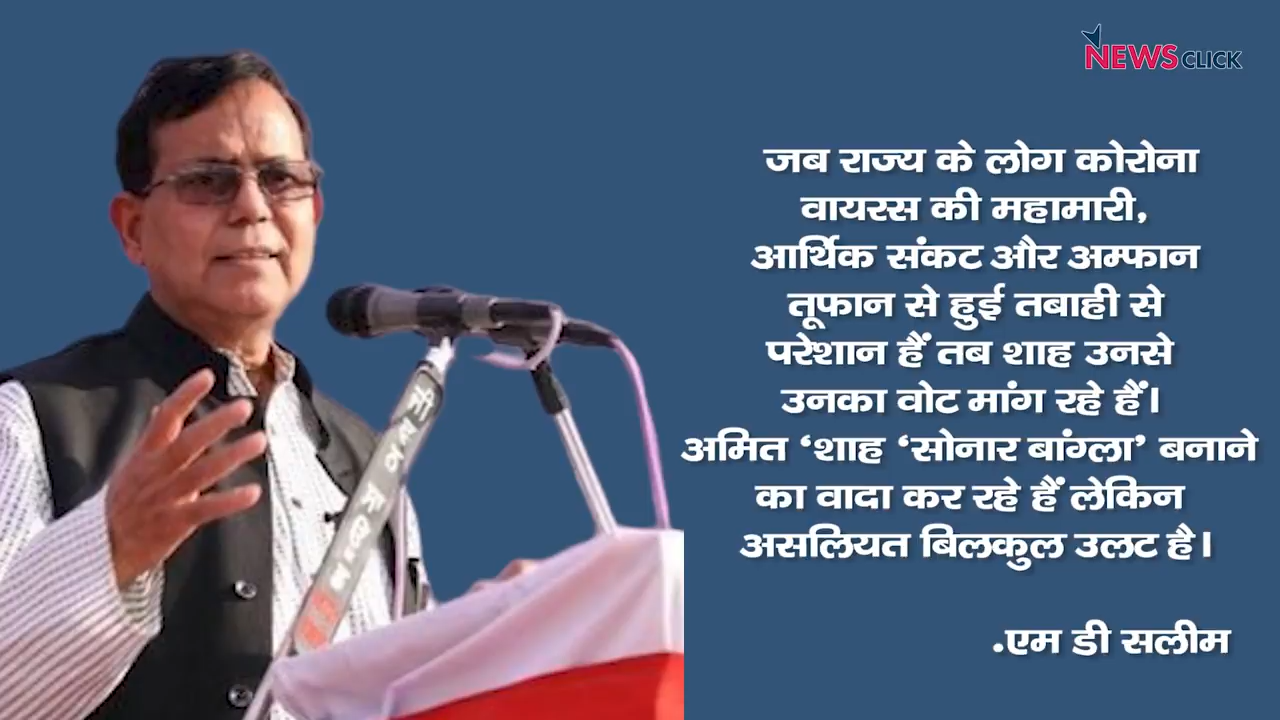 NEWSCLICK
जब राज्य के लोग कोरोना
वायरस की महामारी,
आर्थिक संकट और अम्फान
तूफान से हुई तबाही से
परेशान हैं तब शाह उनसे
उनका वोट मांग रहे हैं।
अमित ‘शाह ‘सोनार बांग्ला’ बनाने
का वादा कर रहे हैं लेकिन
असलियत बिलकुल उलट है।
.एम डी सलीम